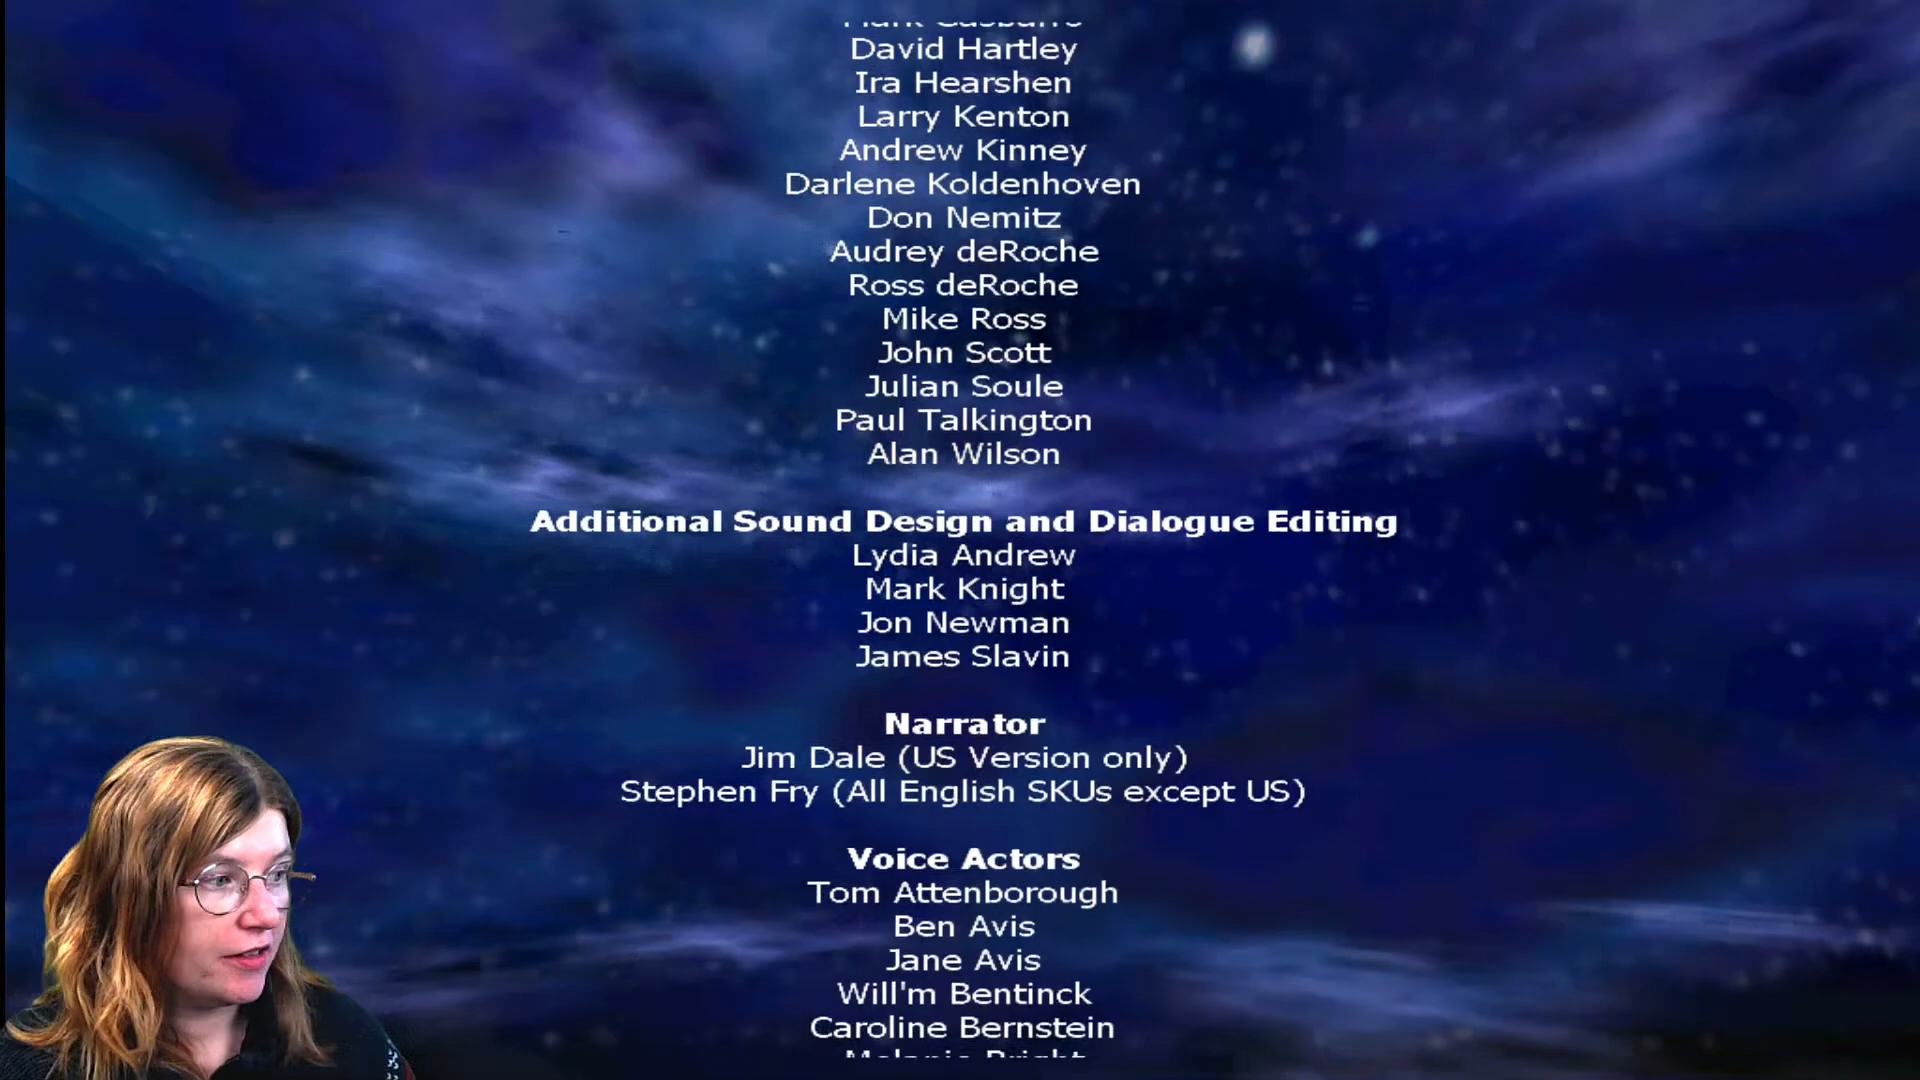 David Hartley
Ira Hearshen
Larry Kenton
Andrew Kinney
Darlene Koldenhoven
Don Nemitz
Audrey deRoche
Ross deRoche
Mike Ross
John Scott
Julian Soule
Paul Talkington
Alan Wilson
Additional Sound Design and Dialogue Editing
Lydia Andrew
Mark Knight
Jon Newman
James Slavin
Narrator
Jim Dale (US Version only)
Stephen Fry (All English SKUs except US)
Voice Actors
Tom Attenborough
Ben Avis
Jane Avis
Will'm Bentinck
Caroline Bernstein